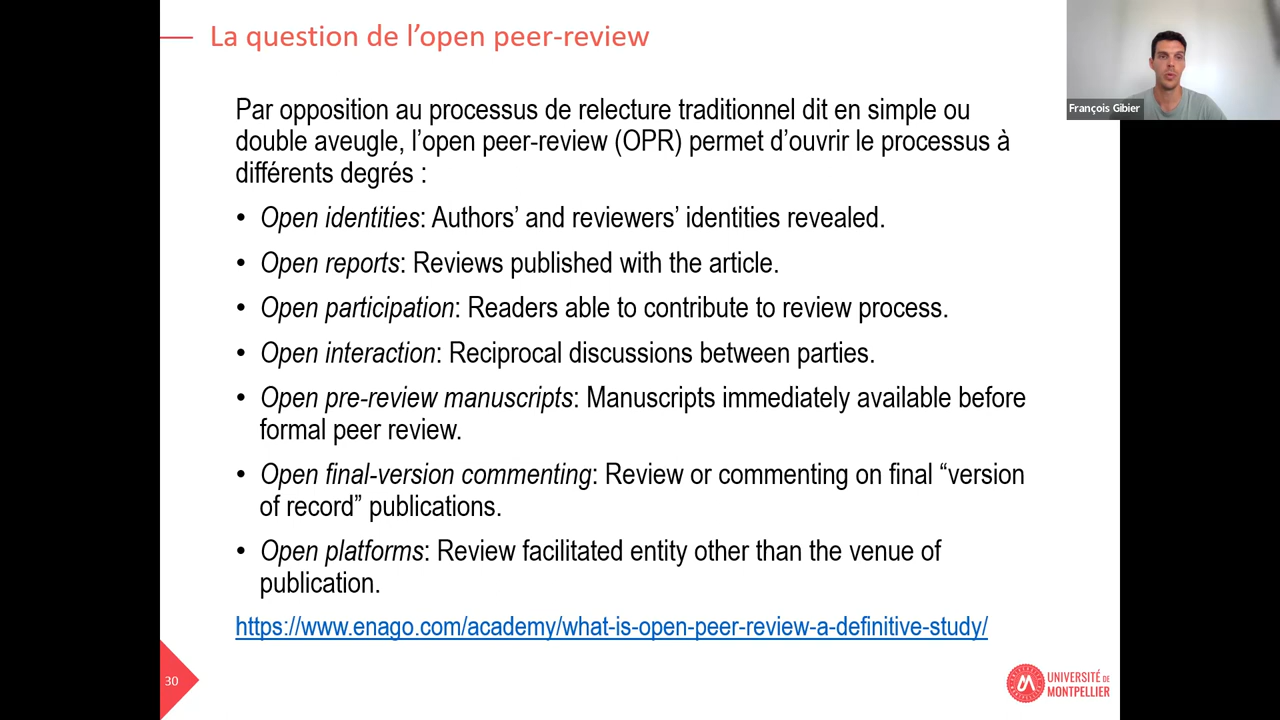 La question de l’open peer-review
François Gibier
Par opposition au processus de relecture traditionnel dit en simple ou
double aveugle, l’open peer-review (OPR) permet d’ouvrir le processus à
différents degrés :
• Open identities: Authors’ and reviewers’ identities revealed.
• Open reports: Reviews published with the article.
• Open participation: Readers able to contribute to review process.
• Open interaction: Reciprocal discussions between parties.
• Open pre-review manuscripts: Manuscripts immediately available before
formal peer review.
• Open final-version commenting: Review or commenting on final “version
of record” publications.
• Open platforms: Review facilitated entity other than the venue of
publication.
https://www.enago.com/academy/what-is-open-peer-review-a-definitive-study/
30
UNIVERSITÉ DE
MONTPELLIER